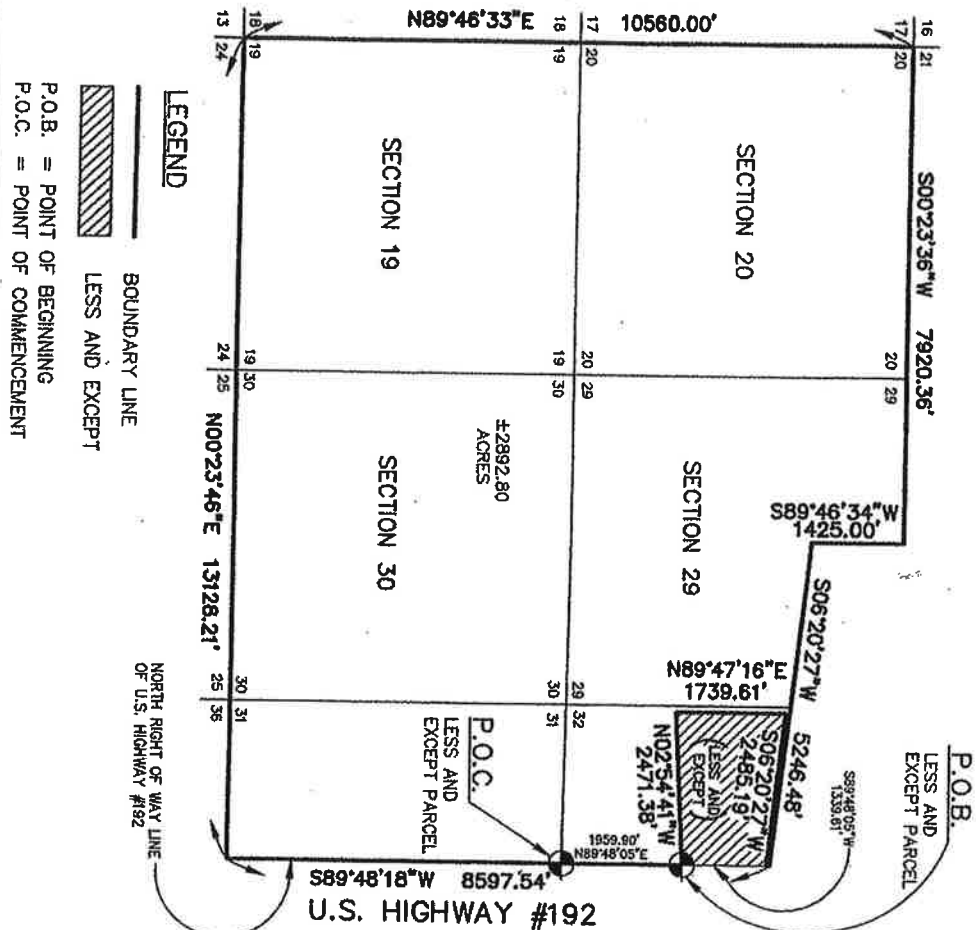 N89°46'33"E
10560.00'
13
18
24
19
18
17
19
20
17
16
20
21
S00°23'36"W 7920.36'
SECTION 19
SECTION 20
24
19
25
30
19
20
30
29
20
29
±2892.80
ACRES
SECTION 30
SECTION 29
N00°23'46"E 13128.21'
S89°46'34"W
1425.00'
S06°20'27"W 5246.48'
N89°47'16"E
1739.61'
25
30
36
31
30
29
31
32
(LESS AND
EXCEPT)
S06°20'27"W
2485.19'
N02°54'41"W
2471.38'
S89°48'05"W
1339.61'
P.O.B.
LESS AND
EXCEPT PARCEL
P.O.C.
LESS AND
EXCEPT PARCEL
1959.90'
N89°48'05"E
S89°48'18"W 8597.54'
U.S. HIGHWAY #192
NORTH RIGHT OF WAY LINE
OF U.S. HIGHWAY #192
LEGEND
BOUNDARY LINE
LESS AND EXCEPT
P.O.B. = POINT OF BEGINNING
P.O.C. = POINT OF COMMENCEMENT